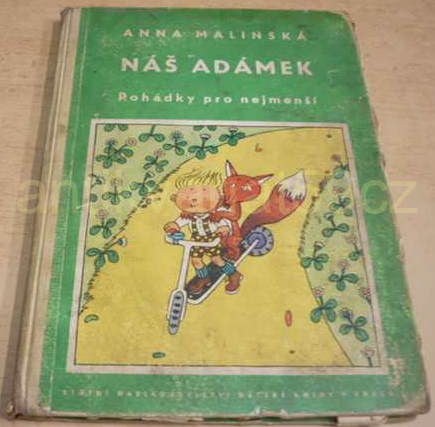 ANNA MALINSKÁ
NÁŠ ADÁMEK
Pohádky pro nejmenší
STÁTNÍ NAKLADATELSTVÍ DĚTSKÉ KNIHY V PRAZE